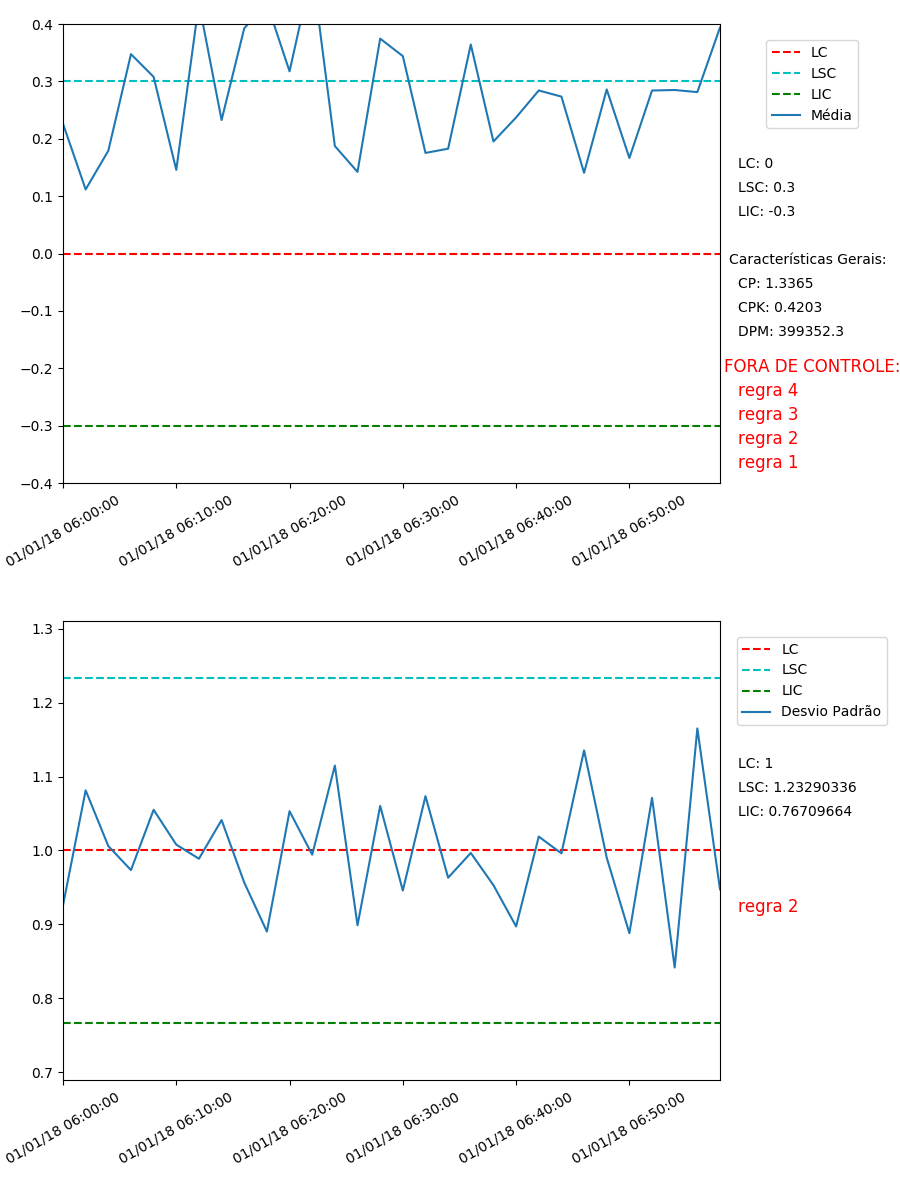 0.4
0.3
0.2
0.1
0.0
−0.1
−0.2
−0.3
−0.4
01/01/18 06:00:00
01/01/18 06:10:00
01/01/18 06:20:00
01/01/18 06:30:00
01/01/18 06:40:00
01/01/18 06:50:00
LC
LSC
LIC
Média
LC: 0
LSC: 0.3
LIC: -0.3
Características Gerais:
CP: 1.3365
CPK: 0.4203
DPM: 399352.3
FORA DE CONTROLE:
regra 4
regra 3
regra 2
regra 1
1.3
1.2
1.1
1.0
0.9
0.8
0.7
01/01/18 06:00:00
01/01/18 06:10:00
01/01/18 06:20:00
01/01/18 06:30:00
01/01/18 06:40:00
01/01/18 06:50:00
LC
LSC
LIC
Desvio Padrão
LC: 1
LSC: 1.23290336
LIC: 0.76709664
regra 2